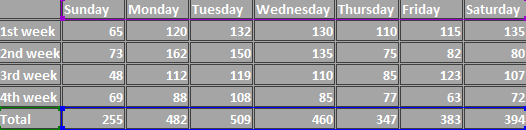 Sunday Monday Tuesday Wednesday Thursday Friday Saturday
1st week 65 120 132 130 110 115 135
2nd week 73 162 150 135 75 82 80
3rd week 48 112 119 110 85 123 107
4th week 69 88 108 85 77 63 72
Total 255 482 509 460 347 383 394